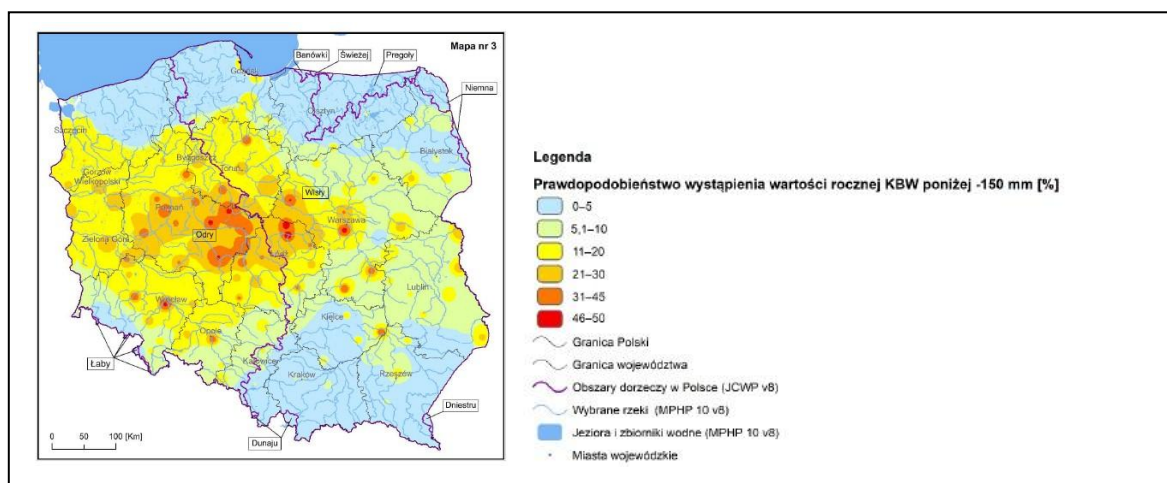 Mapa nr 3
Benówki
Świeżej
Pregoły
Niemna
Gdańsk
Olsztyn
Szczecin
Białystok
Bydgoszcz
Toruń
Gorzów
Wielkopolski
Wisły
Poznań
Warszawa
Odry
Zielona Góra
Łódź
Lublin
Wrocław
Kielce
Opole
Łaby
Katowice
Kraków
Rzeszów
Dniestru
Dunaju
0 50 100 [Km]
Legenda
Prawdopodobieństwo wystąpienia wartości rocznej KBW poniżej -150 mm [%]
0–5
5,1–10
11–20
21–30
31–45
46–50
Granica Polski
Granica województwa
Obszary dorzeczy w Polsce (JCWP v8)
Wybrane rzeki (MPHP 10 v8)
Jeziora i zbiorniki wodne (MPHP 10 v8)
Miasta wojewódzkie